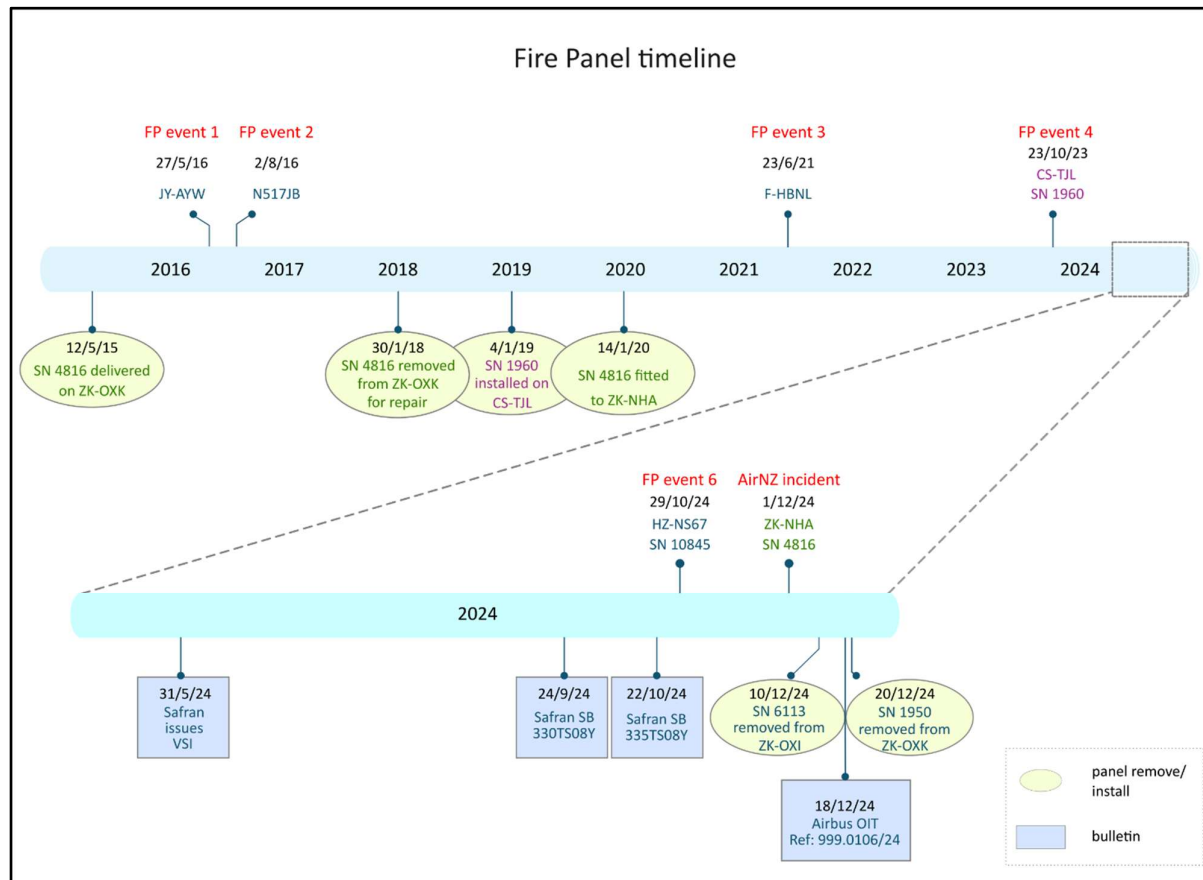 Fire Panel timeline
FP event 1
27/5/16
JY-AYW
FP event 2
2/8/16
N517JB
FP event 3
23/6/21
F-HBNL
FP event 4
23/10/23
CS-TJL
SN 1960
2016
2017
2018
2019
2020
2021
2022
2023
2024
12/5/15
SN 4816 delivered
on ZK-OXK
30/1/18
SN 4816 removed
from ZK-OXK
for repair
4/1/19
SN 1960
installed on
CS-TJL
14/1/20
SN 4816 fitted
to ZK-NHA
FP event 6
29/10/24
HZ-NS67
SN 10845
AirNZ incident
1/12/24
ZK-NHA
SN 4816
2024
31/5/24
Safran
issues
VSI
24/9/24
Safran SB
330TS08Y
22/10/24
Safran SB
335TS08Y
10/12/24
SN 6113
removed from
ZK-OXI
20/12/24
SN 1950
removed from
ZK-OXK
18/12/24
Airbus OIT
Ref: 999.0106/24
panel remove/
install
bulletin